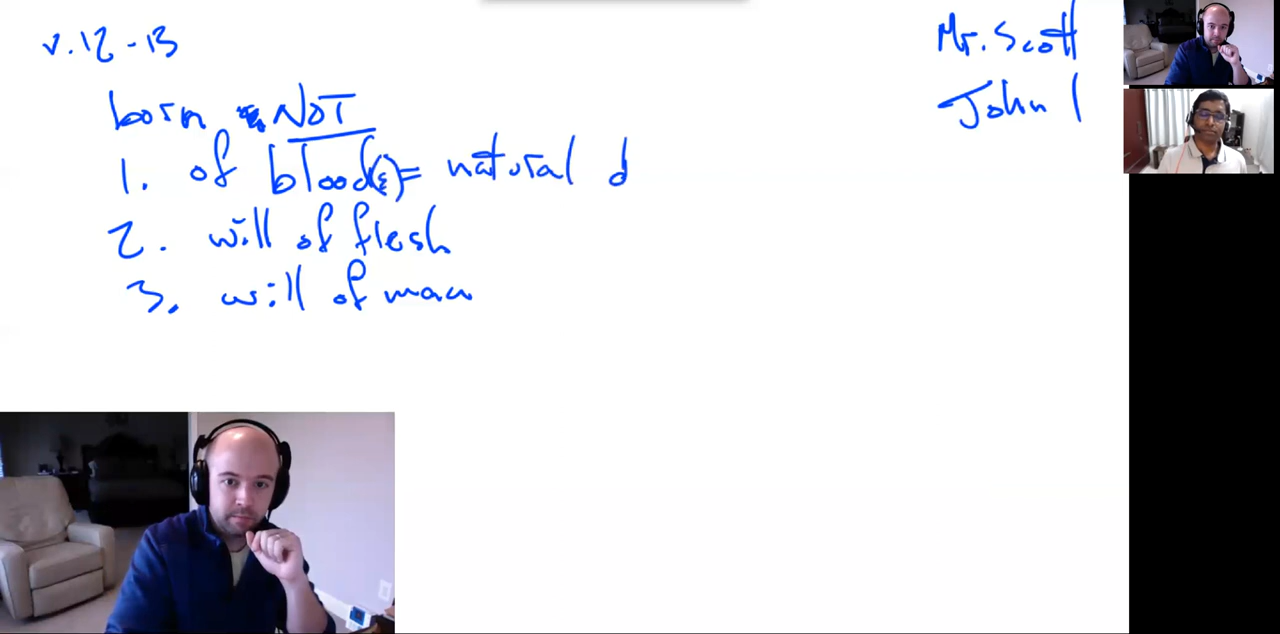 v.12-13
born NOT
1. of blood(s)= natural d
2. will of flesh
3. will of man
Mr. Scott
John 1